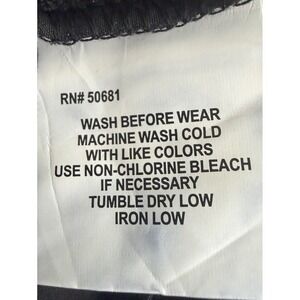 RN# 50681
WASH BEFORE WEAR
MACHINE WASH COLD
WITH LIKE COLORS
USE NON-CHLORINE BLEACH
IF NECESSARY
TUMBLE DRY LOW
IRON LOW